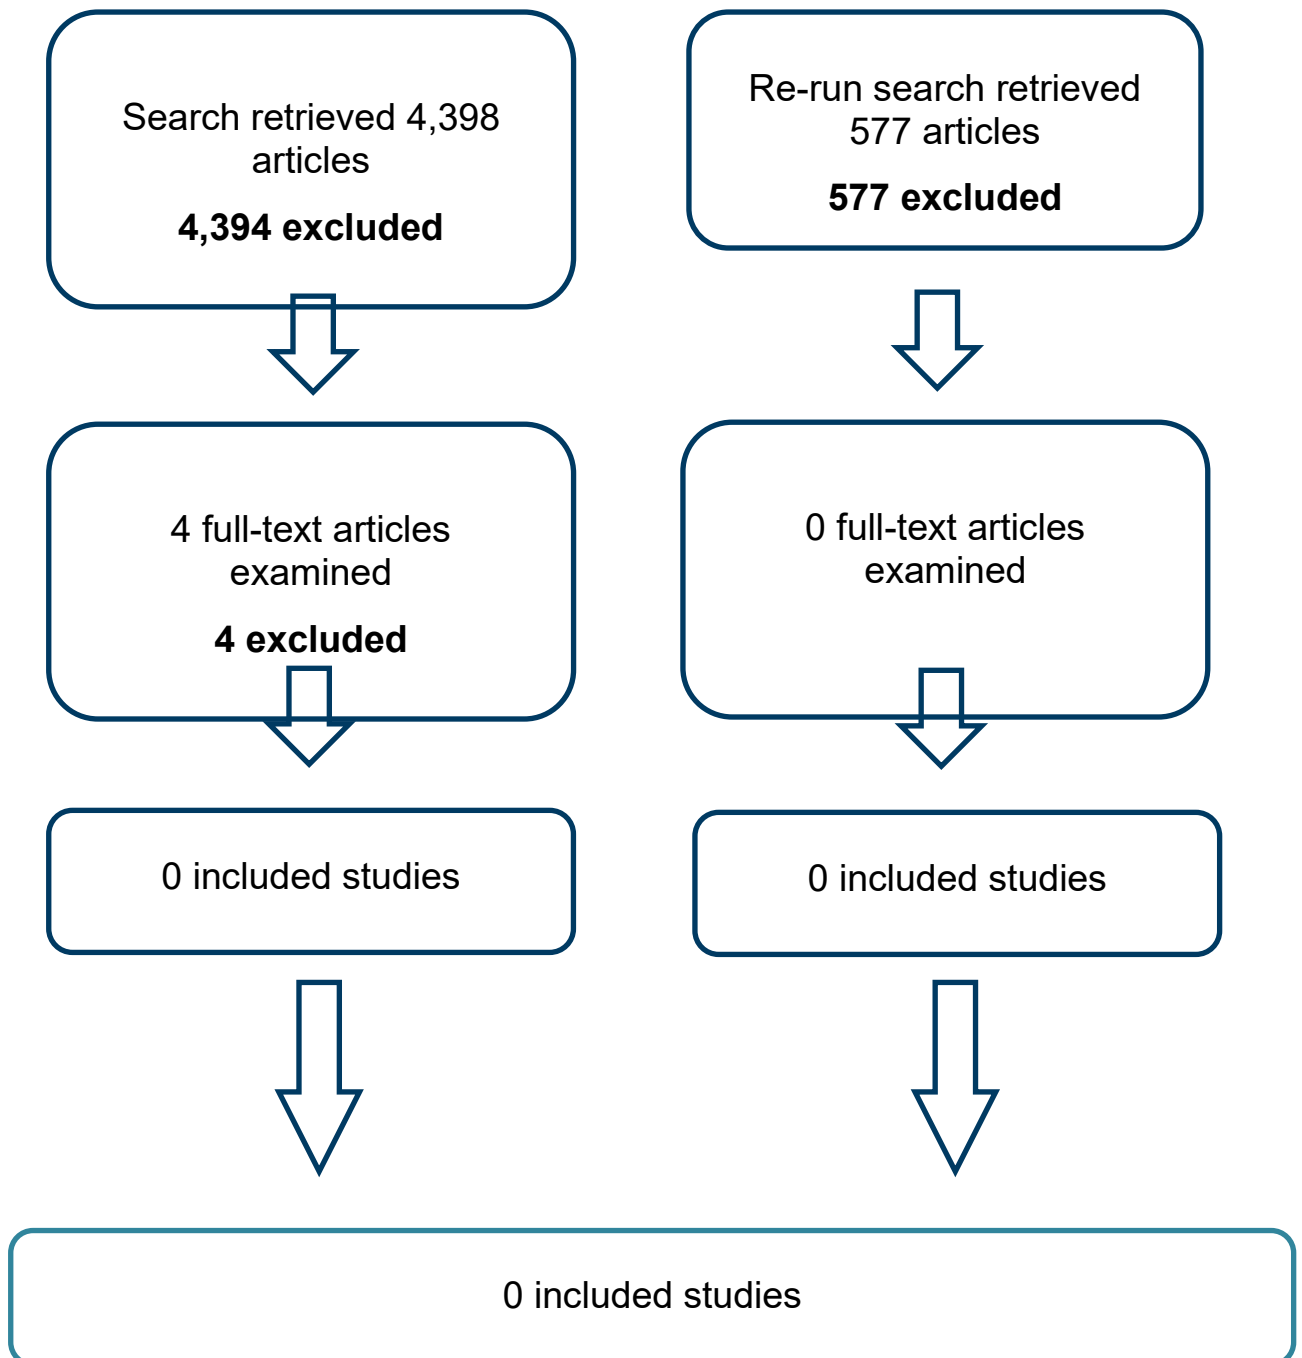 Search retrieved 4,398
articles
4,394 excluded
Re-run search retrieved
577 articles
577 excluded
4 full-text articles
examined
4 excluded
0 full-text articles
examined
0 included studies
0 included studies
0 included studies